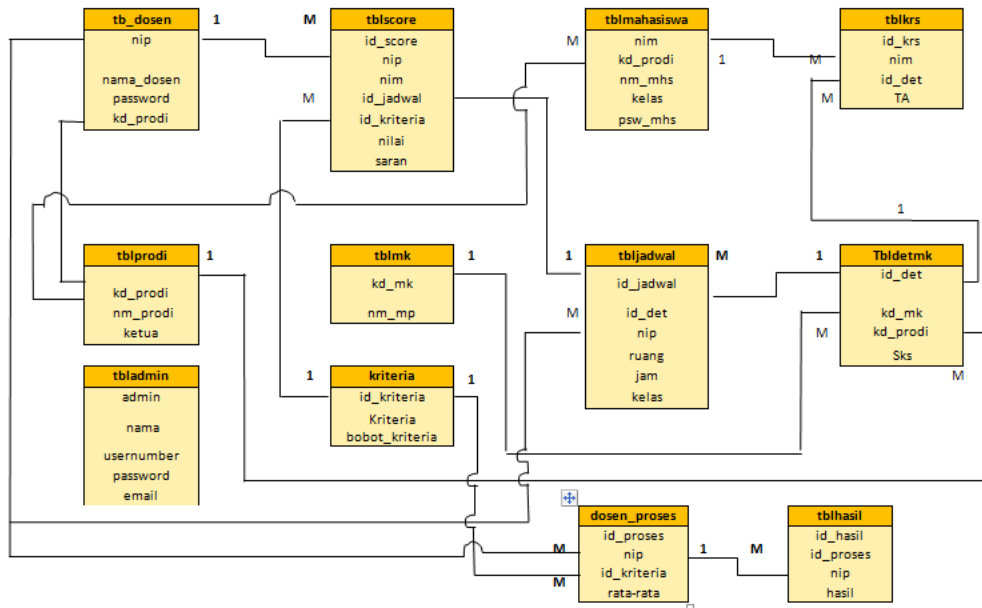 tb_dosen
nip
nama_dosen
password
kd_prodi
1
M
tblscore
id_score
nip
nim
id_jadwal
id_kriteria
nilai
saran
M
tblmahasiswa
nim
kd_prodi
nm_mhs
kelas
psw_mhs
M
1
tblkrs
id_krs
nim
id_det
TA
M
M
1
tblprodi
kd_prodi
nm_prodi
ketua
1
tblmk
kd_mk
nm_mp
1
1
M
tbljadwal
id_jadwal
id_det
nip
ruang
jam
kelas
M
1
M
Tbldetmk
id_det
kd_mk
kd_prodi
Sks
M
tbladmin
admin
nama
usernumber
password
email
1
kriteria
id_kriteria
Kriteria
bobot_kriteria
1
dosen_proses
id_proses
nip
id_kriteria
rata-rata
M
M
1
M
tblhasil
id_hasil
id_proses
nip
hasil